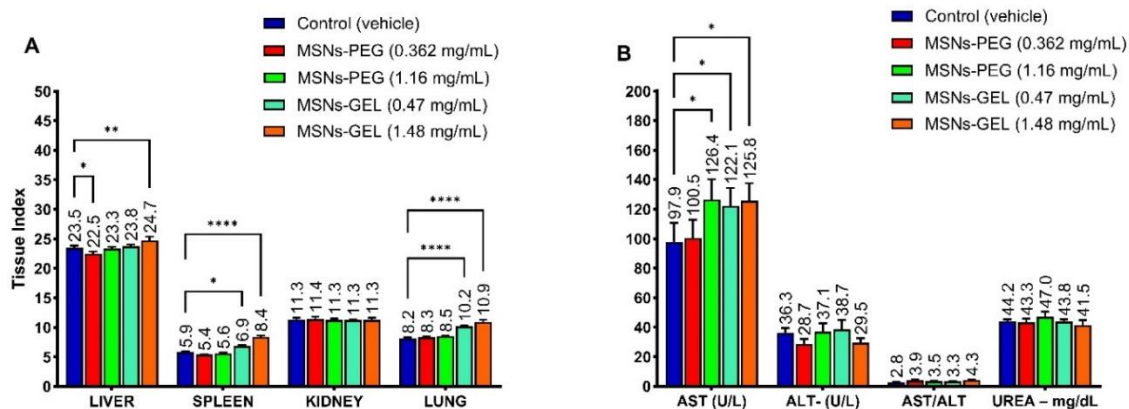 A
Control (vehicle)
MSNs-PEG (0.362 mg/mL)
MSNs-PEG (1.16 mg/mL)
MSNs-GEL (0.47 mg/mL)
MSNs-GEL (1.48 mg/mL)
Tissue Index
50
45
40
35
30
25
20
15
10
5
0
** 
*
23.5 22.5 23.3 23.8 24.7
****
*
5.9 5.4 5.6 6.9 8.4
11.3 11.4 11.3 11.3 11.3
****
****
8.2 8.3 8.5 10.2 10.9
LIVER SPLEEN KIDNEY LUNG
B
Control (vehicle)
MSNs-PEG (0.362 mg/mL)
MSNs-PEG (1.16 mg/mL)
MSNs-GEL (0.47 mg/mL)
MSNs-GEL (1.48 mg/mL)
200
180
160
140
120
100
80
60
40
20
0
*
*
*
97.9 100.5 126.4 122.1 125.8
36.3 28.7 37.1 38.7 29.5
2.8 3.9 3.5 3.3 4.3
44.2 43.3 47.0 43.8 41.5
AST (U/L) ALT- (U/L) AST/ALT UREA – mg/dL